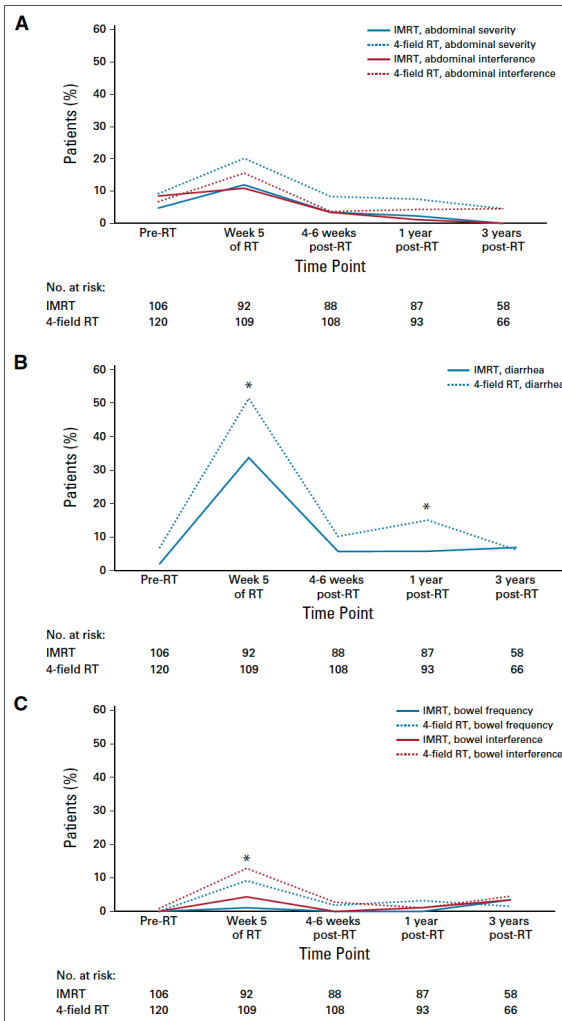 A
IMRT, abdominal severity
4-field RT, abdominal severity
IMRT, abdominal interference
4-field RT, abdominal interference
Patients (%)
60
50
40
30
20
10
0
Pre-RT Week 5 of RT 4-6 weeks post-RT 1 year post-RT 3 years post-RT
Time Point
No. at risk:
IMRT 106 92 88 87 58
4-field RT 120 109 108 93 66
B
IMRT, diarrhea
4-field RT, diarrhea
Patients (%)
60
50
40
30
20
10
0
*
*
Pre-RT Week 5 of RT 4-6 weeks post-RT 1 year post-RT 3 years post-RT
Time Point
No. at risk:
IMRT 106 92 88 87 58
4-field RT 120 109 108 93 66
C
IMRT, bowel frequency
4-field RT, bowel frequency
IMRT, bowel interference
4-field RT, bowel interference
Patients (%)
60
50
40
30
20
10
0
*
Pre-RT Week 5 of RT 4-6 weeks post-RT 1 year post-RT 3 years post-RT
Time Point
No. at risk:
IMRT 106 92 88 87 58
4-field RT 120 109 108 93 66